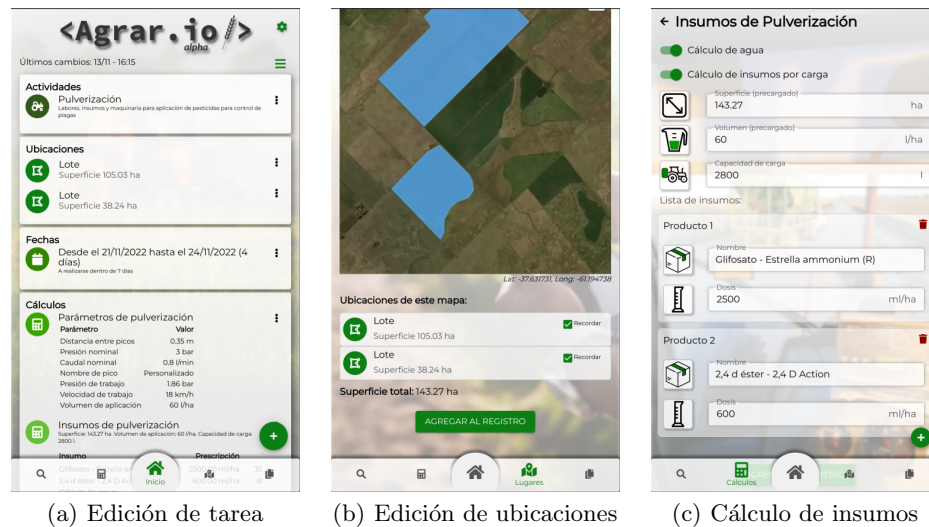 <Agrar.io/>
alpha
Últimos cambios: 13/11 - 16:15
Actividades
Pulverización
Labores, insumos y maquinaria para aplicación de pesticidas para control de
plagas
Ubicaciones
Lote
Superficie 105.03 ha
Lote
Superficie 38.24 ha
Fechas
Desde el 21/11/2022 hasta el 24/11/2022 (4
días)
A realizarse dentro de 7 días
Cálculos
Parámetros de pulverización
Parámetro Valor
Distancia entre picos 0.35 m
Presión nominal 3 bar
Caudal nominal 0.8 l/min
Nombre de pico Personalizado
Presión de trabajo 1.86 bar
Velocidad de trabajo 18 km/h
Volumen de aplicación 60 l/ha
Insumos de pulverización
Superficie: 143.27 ha. Volumen de aplicación: 60 l/ha. Capacidad de carga:
2800 l.
Insumo Prescripción
Inicio
(a) Edición de tarea
Lat: -37.631731, Long: -61.194738
Ubicaciones de este mapa:
Lote
Superficie 105.03 ha
Recordar
Lote
Superficie 38.24 ha
Recordar
Superficie total: 143.27 ha
AGREGAR AL REGISTRO
Lugares
(b) Edición de ubicaciones
Insumos de Pulverización
Cálculo de agua
Cálculo de insumos por carga
Superficie (precargado)
143.27 ha
Volumen (precargado)
60 l/ha
Capacidad de carga
2800 l
Lista de insumos:
Producto 1
Nombre
Glifosato - Estrella ammonium (R)
Dosis
2500 ml/ha
Producto 2
Nombre
2,4 d éster - 2,4 D Action
Dosis
600 ml/ha
Cálculos
(c) Cálculo de insumos